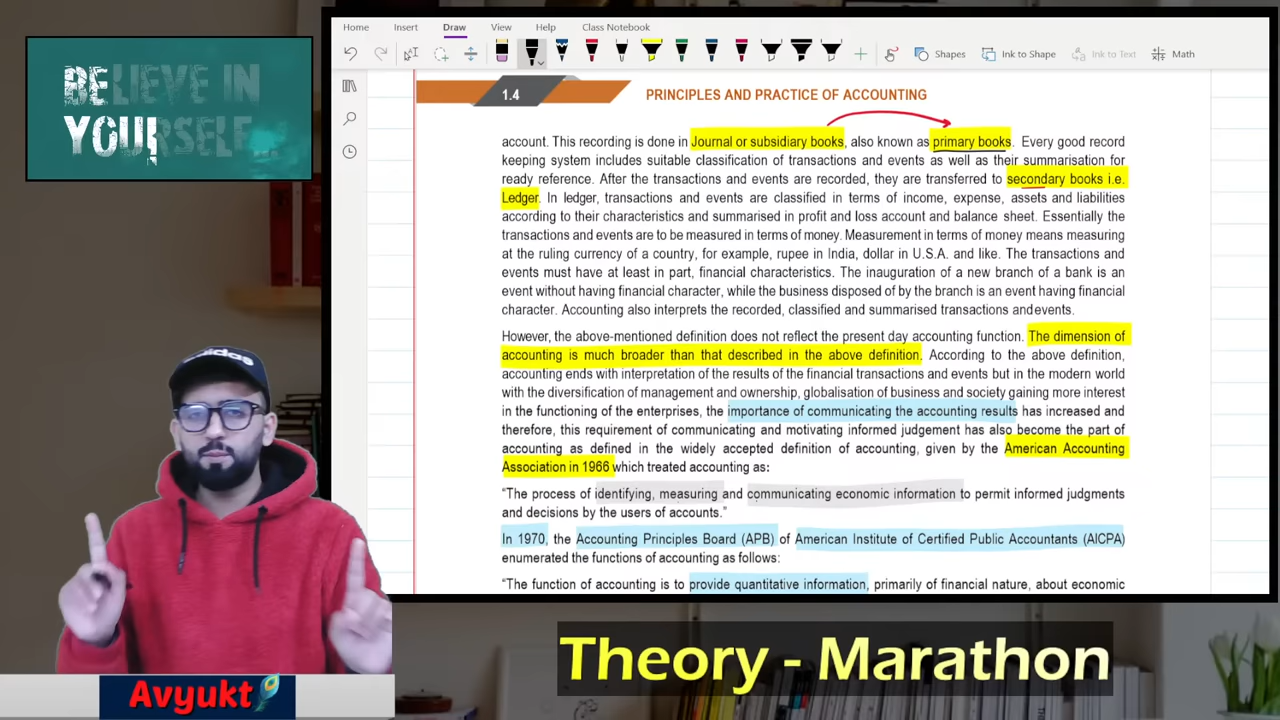 BELIEVE IN
YOURSELF
Home Insert Draw View Help Class Notebook
Shapes Ink to Shape Ink to Text Math
1.4 PRINCIPLES AND PRACTICE OF ACCOUNTING
account. This recording is done in Journal or subsidiary books, also known as primary books. Every good record
keeping system includes suitable classification of transactions and events as well as their summarisation for
ready reference. After the transactions and events are recorded, they are transferred to secondary books i.e.
Ledger. In ledger, transactions and events are classified in terms of income, expense, assets and liabilities
according to their characteristics and summarised in profit and loss account and balance sheet. Essentially the
transactions and events are to be measured in terms of money. Measurement in terms of money means measuring
at the ruling currency of a country, for example, rupee in India, dollar in U.S.A. and like. The transactions and
events must have at least in part, financial characteristics. The inauguration of a new branch of a bank is an
event without having financial character, while the business disposed of by the branch is an event having financial
character. Accounting also interprets the recorded, classified and summarised transactions andevents.
However, the above-mentioned definition does not reflect the present day accounting function. The dimension of
accounting is much broader than that described in the above definition. According to the above definition,
accounting ends with interpretation of the results of the financial transactions and events but in the modern world
with the diversification of management and ownership, globalisation of business and society gaining more interest
in the functioning of the enterprises, the importance of communicating the accounting results has increased and
therefore, this requirement of communicating and motivating informed judgement has also become the part of
accounting as defined in the widely accepted definition of accounting, given by the American Accounting
Association in 1966 which treated accounting as:
“The process of identifying, measuring and communicating economic information to permit informed judgments
and decisions by the users of accounts.”
In 1970, the Accounting Principles Board (APB) of American Institute of Certified Public Accountants (AICPA)
enumerated the functions of accounting as follows:
“The function of accounting is to provide quantitative information, primarily of financial nature, about economic
adidas
Theory - Marathon
Avyukt